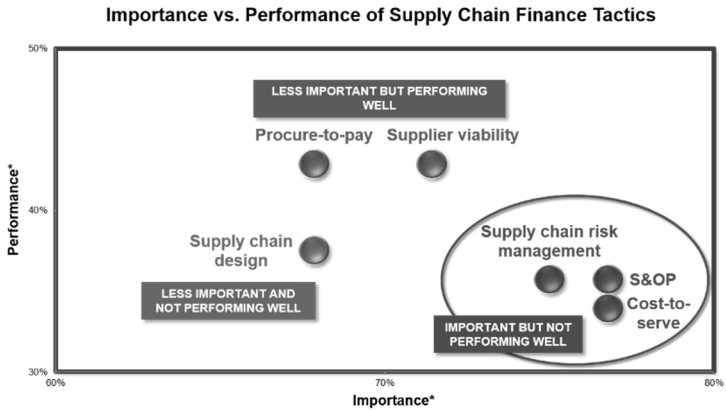 Importance vs. Performance of Supply Chain Finance Tactics
50%
LESS IMPORTANT BUT PERFORMING
WELL
Procure-to-pay
Supplier viability
Performance*
40%
Supply chain
design
Supply chain risk
management
S&OP
LESS IMPORTANT AND
NOT PERFORMING WELL
Cost-to-
serve
IMPORTANT BUT NOT
PERFORMING WELL
30%
60%
70%
80%
Importance*